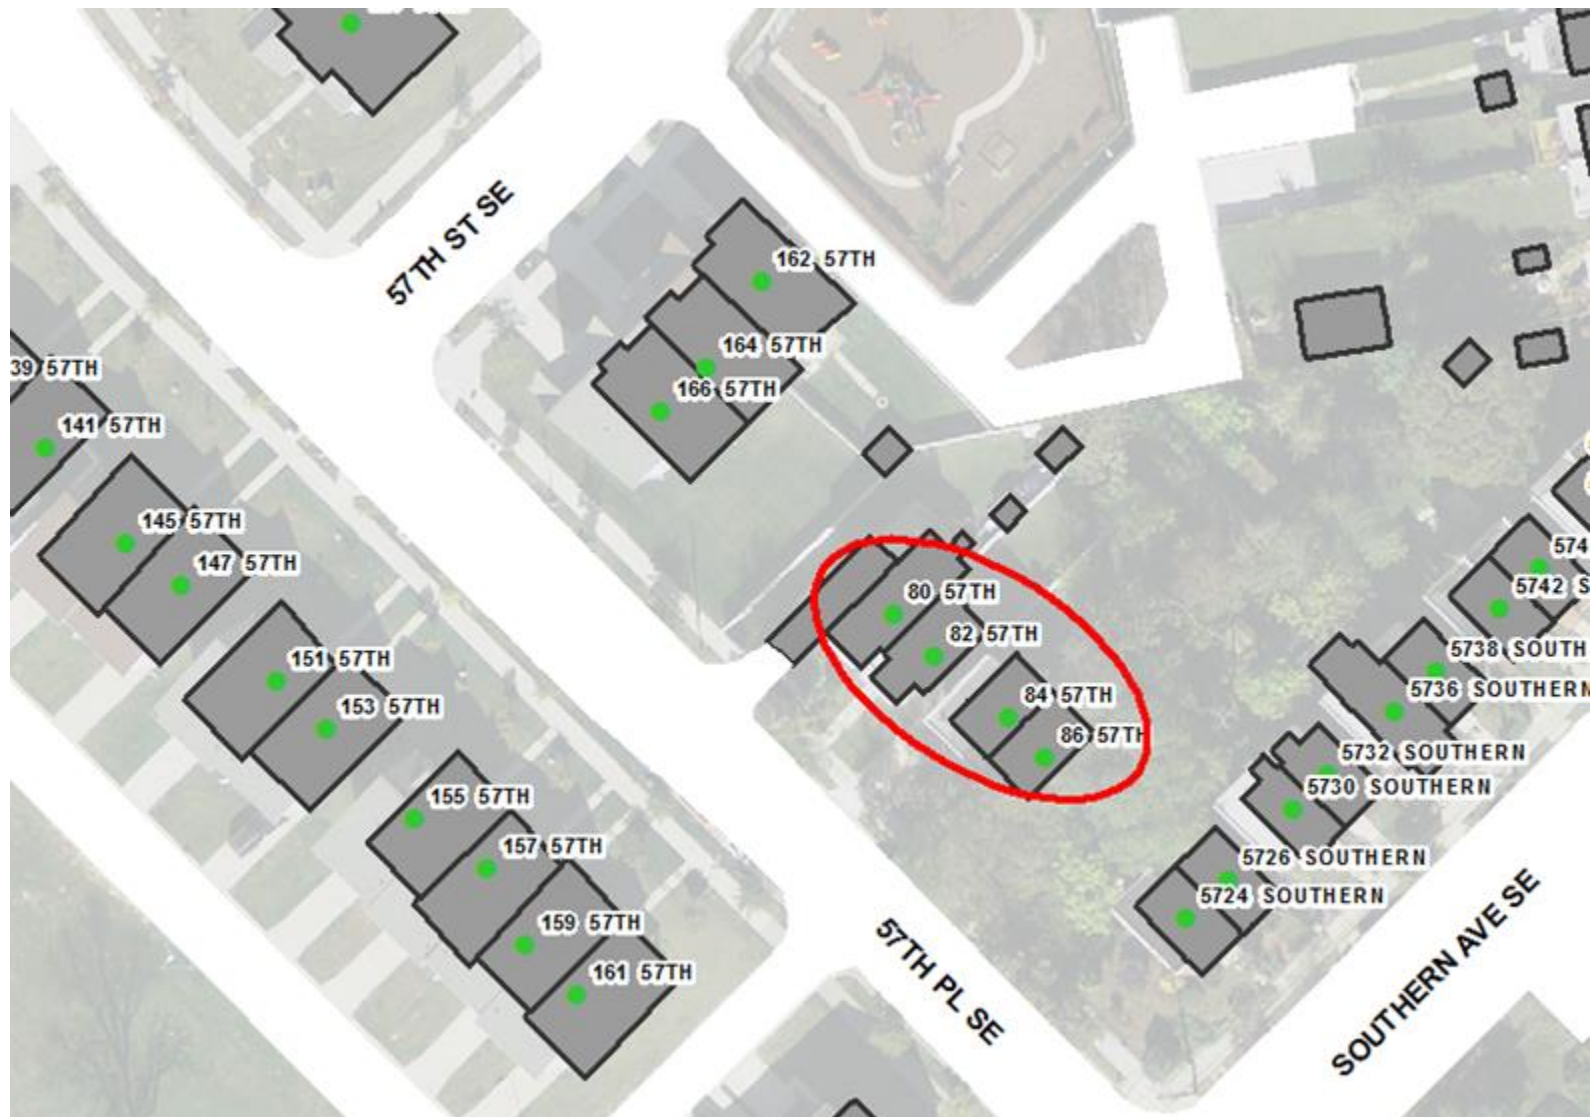 57TH ST SE
162 57TH
164 57TH
166 57TH
39 57TH
141 57TH
145 57TH
147 57TH
151 57TH
153 57TH
155 57TH
157 57TH
159 57TH
161 57TH
80 57TH
82 57TH
84 57TH
86 57TH
574
5742 S
5738 SOUTH
5736 SOUTHERN
5732 SOUTHERN
5730 SOUTHERN
5726 SOUTHERN
5724 SOUTHERN
57TH PL SE
SOUTHERN AVE SE